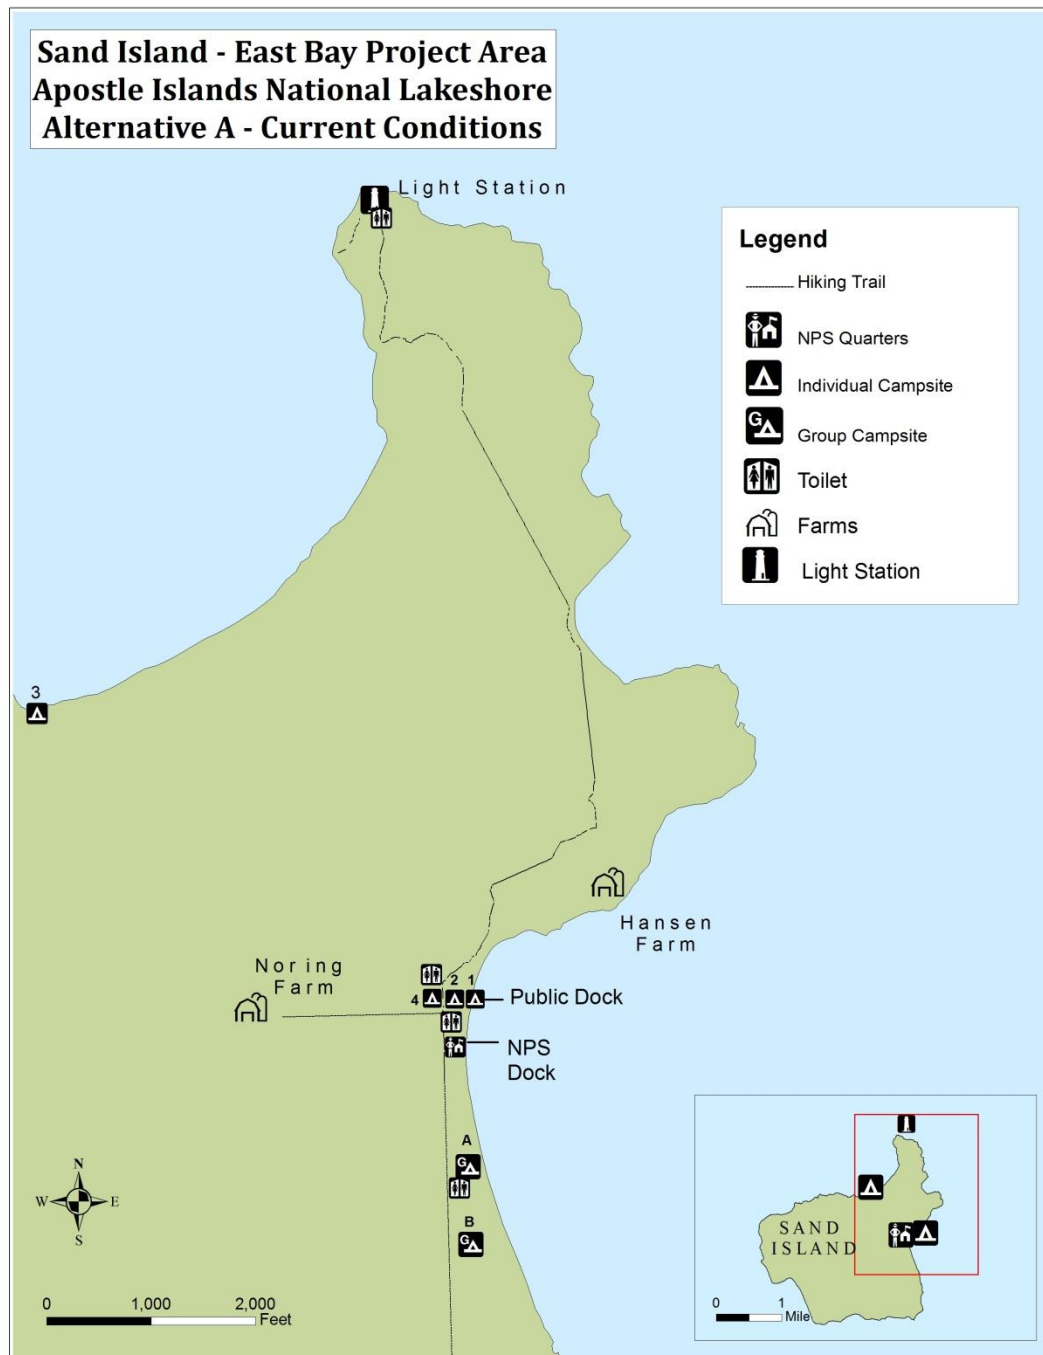 Sand Island - East Bay Project Area
Apostle Islands National Lakeshore
Alternative A - Current Conditions
Light Station
Legend
Hiking Trail
NPS Quarters
Individual Campsite
G
Group Campsite
Toilet
Farms
Light Station
3
Hansen
Farm
Noring
Farm
4
2
1
Public Dock
NPS
Dock
A
G
B
G
N
W
E
S
0
1,000
2,000
Feet
SAND
ISLAND
0
1
Mile